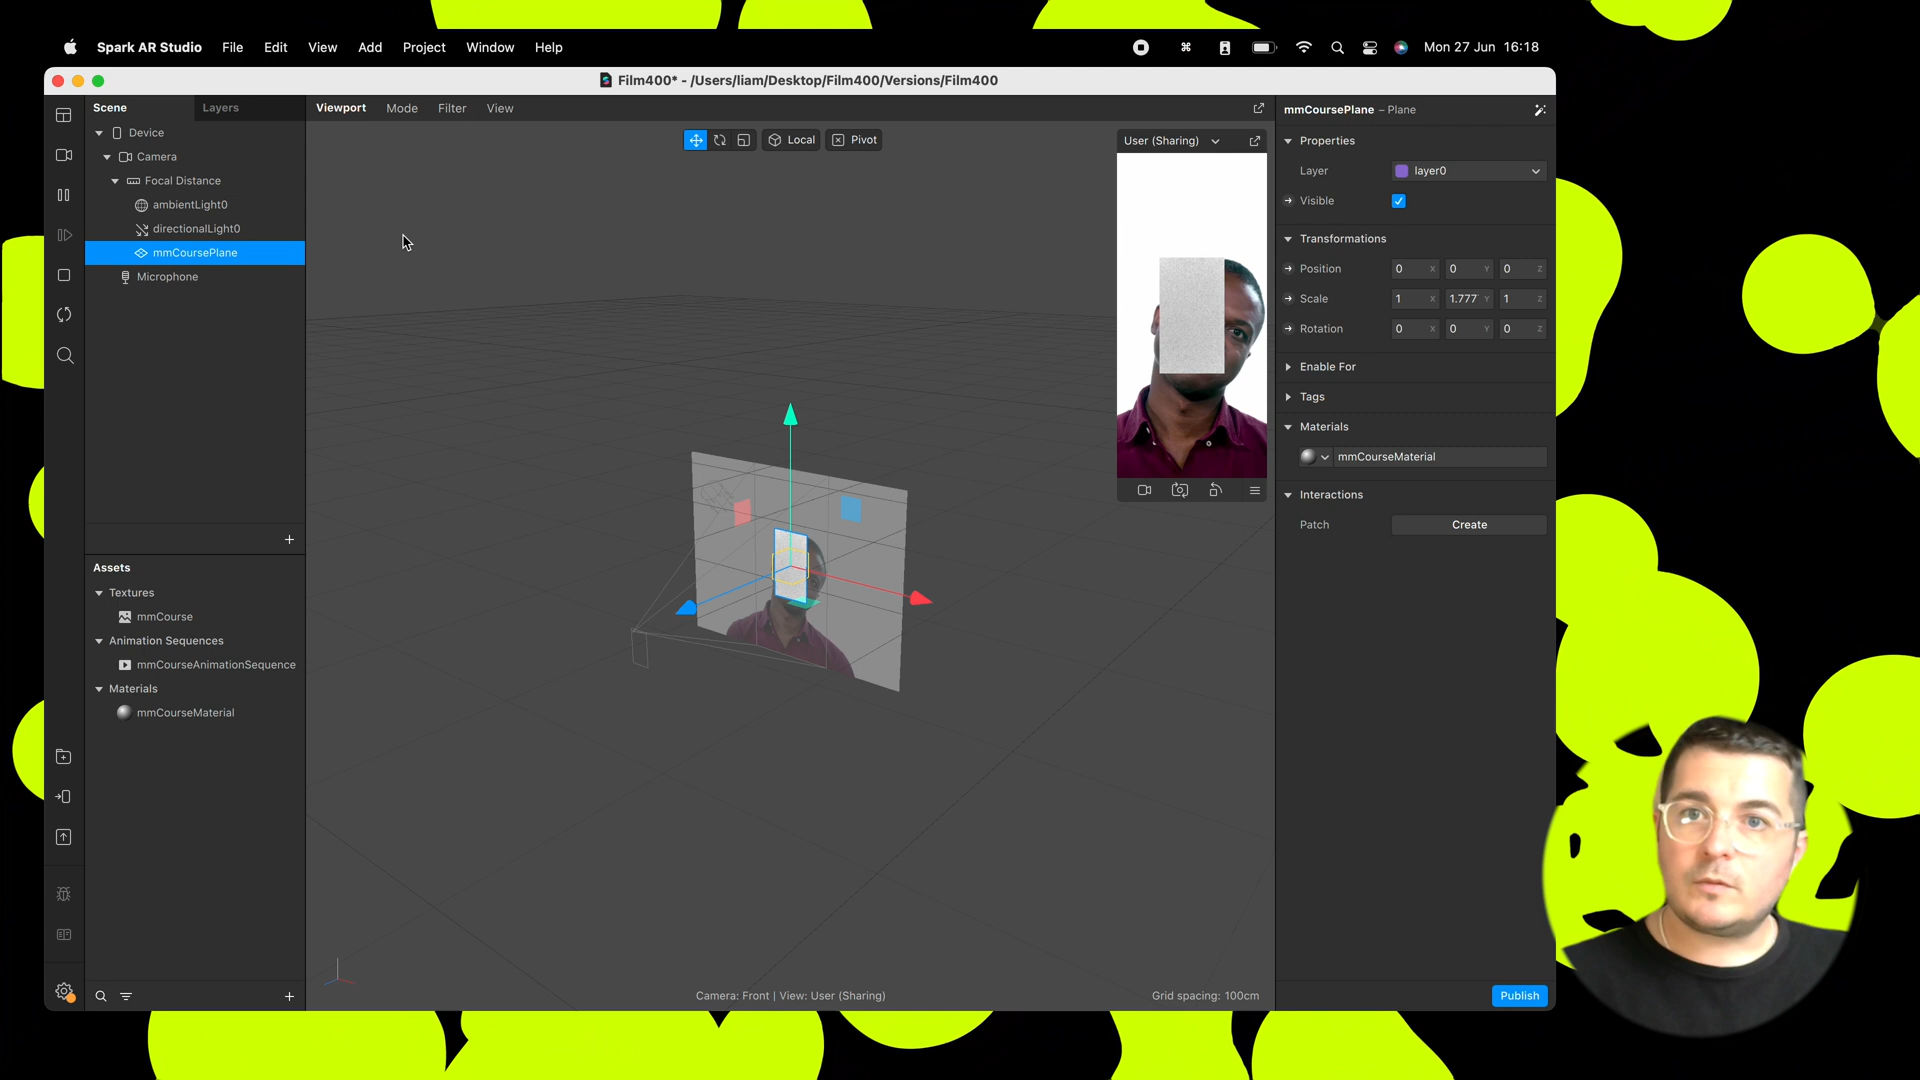 Spark AR Studio File Edit View Add Project Window Help Mon 27 Jun 16:18
Film400* - /Users/liam/Desktop/Film400/Versions/Film400
Scene Layers
Device
Camera
Focal Distance
ambientLight0
directionalLight0
mmCoursePlane
Microphone
Assets
Textures
mmCourse
Animation Sequences
mmCourseAnimationSequence
Materials
mmCourseMaterial
Viewport Mode Filter View
Local Pivot
User (Sharing)
Camera: Front | View: User (Sharing)
Grid spacing: 100cm
mmCoursePlane – Plane
Properties
Layer layer0
Visible
Transformations
Position 0 X 0 Y 0 Z
Scale 1 X 1.777 Y 1 Z
Rotation 0 X 0 Y 0 Z
Enable For
Tags
Materials
mmCourseMaterial
Interactions
Patch Create
Publish